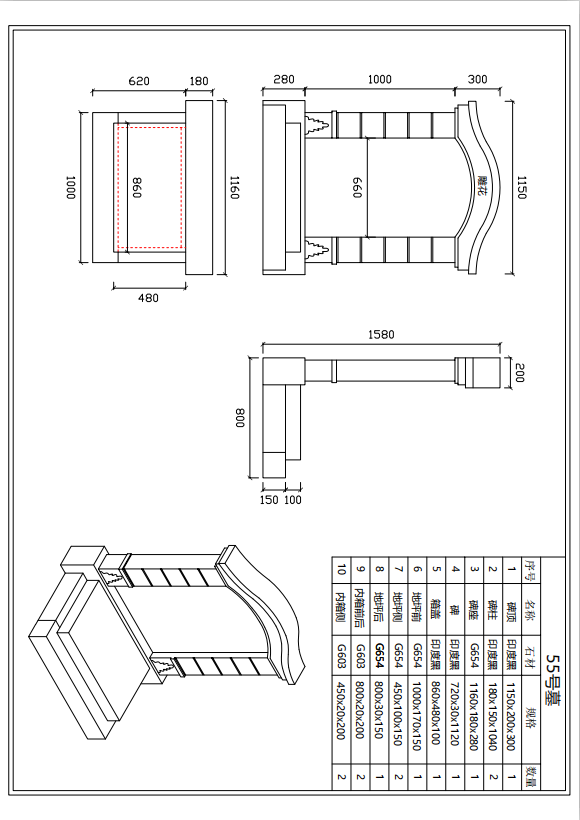 55号墓
序号 名称 石材 规格 数量
1 碑顶 印度黑 1150x200x300 1
2 碑柱 印度黑 180x150x1040 2
3 碑座 G654 1160x180x280 1
4 碑 印度黑 720x30x1120 1
5 箱盖 印度黑 860x480x100 1
6 地坪前 G654 1000x170x150 1
7 地坪侧 G654 450x100x150 2
8 地坪后 G654 800x30x150 1
9 内箱前后 G603 800x20x200 2
10 内箱侧 G603 450x20x200 2
1150
300
1000
280
雕花
660
1160
180
620
860
1000
480
200
1580
800
150
100